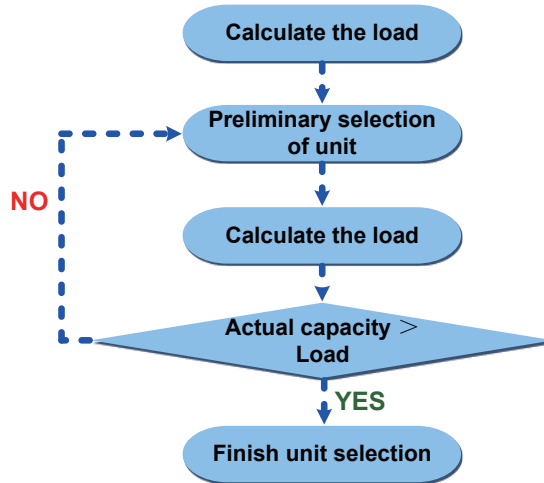 Calculate the load
Preliminary selection
of unit
NO
Calculate the load
Actual capacity ＞
Load
YES
Finish unit selection